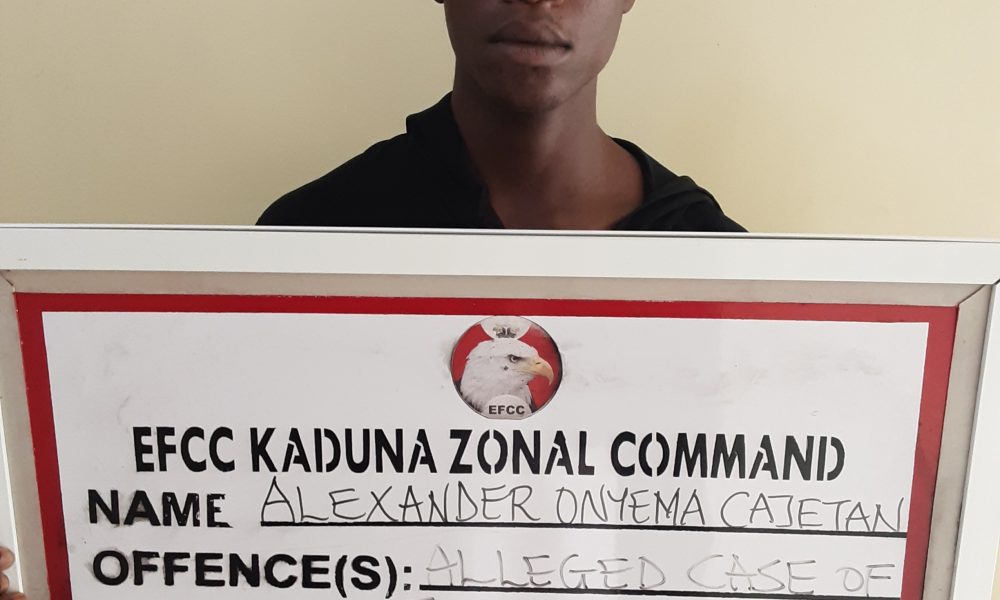 EFCC
EFCC KADUNA ZONAL COMMAND
NAME ALEXANDER ONYEMA CAJETAN
OFFENCE(S): ALLEGED CASE OF